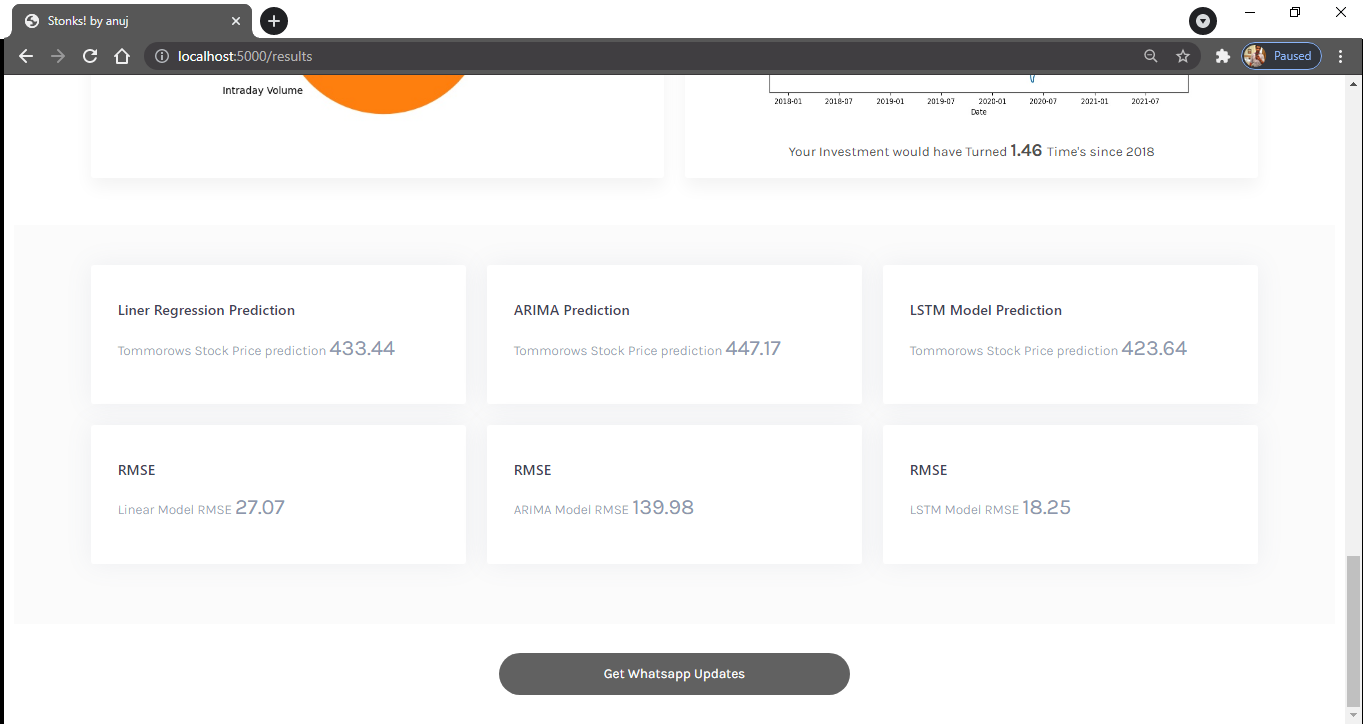 Stonks! by anuj
localhost:5000/results
Paused
Intraday Volume
2018-01 2018-07 2019-01 2019-07 2020-01 2020-07 2021-01 2021-07
Date
Your Investment would have Turned 1.46 Time's since 2018
Liner Regression Prediction
Tommorows Stock Price prediction 433.44
ARIMA Prediction
Tommorows Stock Price prediction 447.17
LSTM Model Prediction
Tommorows Stock Price prediction 423.64
RMSE
Linear Model RMSE 27.07
RMSE
ARIMA Model RMSE 139.98
RMSE
LSTM Model RMSE 18.25
Get Whatsapp Updates